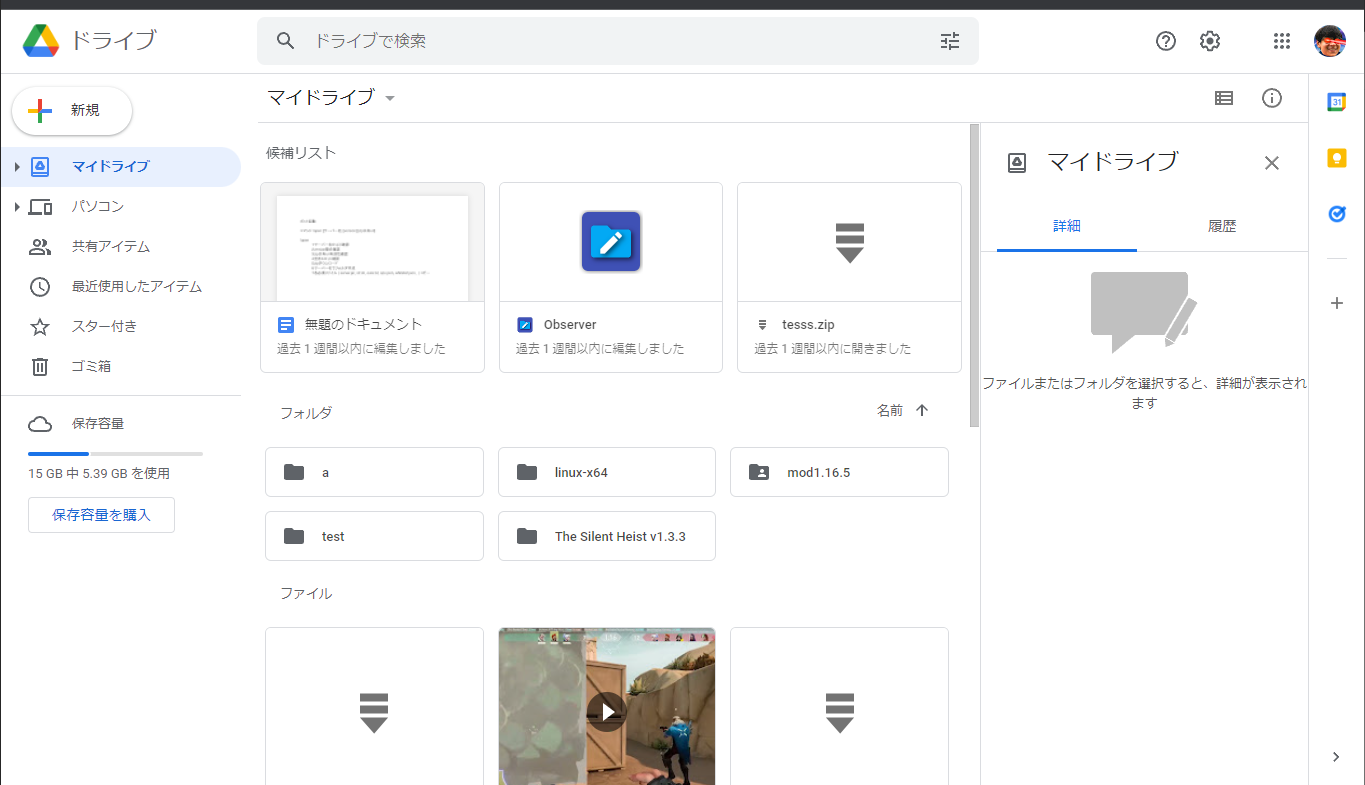 ドライブ
ドライブで検索
新規
マイドライブ
パソコン
共有アイテム
最近使用したアイテム
スター付き
ゴミ箱
保存容量
15 GB 中 5.39 GB を使用
保存容量を購入
マイドライブ
候補リスト
無題のドキュメント
過去 1 週間以内に編集しました
Observer
過去 1 週間以内に編集しました
tesss.zip
過去 1 週間以内に開きました
フォルダ
名前
a
linux-x64
mod1.16.5
test
The Silent Heist v1.3.3
ファイル
マイドライブ
詳細
履歴
ファイルまたはフォルダを選択すると、詳細が表示され
ます
31